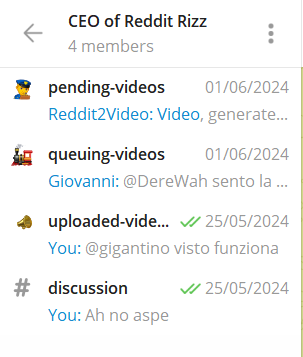 CEO of Reddit Rizz
4 members
pending-videos 01/06/2024
Reddit2Video: Video, generate...
queuing-videos 01/06/2024
Giovanni: @DereWah sento la ...
uploaded-vide... 25/05/2024
You: @gigantino visto funziona
# discussion 25/05/2024
You: Ah no aspe